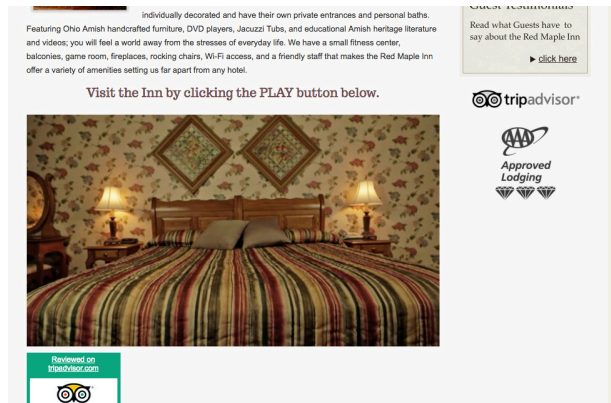 individually decorated and have their own private entrances and personal baths.
Featuring Ohio Amish handcrafted furniture, DVD players, Jacuzzi Tubs, and educational Amish heritage literature
and videos; you will feel a world away from the stresses of everyday life. We have a small fitness center,
balconies, game room, fireplaces, rocking chairs, Wi-Fi access, and a friendly staff that makes the Red Maple Inn
offer a variety of amenities setting us far apart from any hotel.
Visit the Inn by clicking the PLAY button below.
Reviewed on
tripadvisor.com
Guest Testimonials
Read what Guests have to
say about the Red Maple Inn
click here
tripadvisor®
AAA
Approved
Lodging